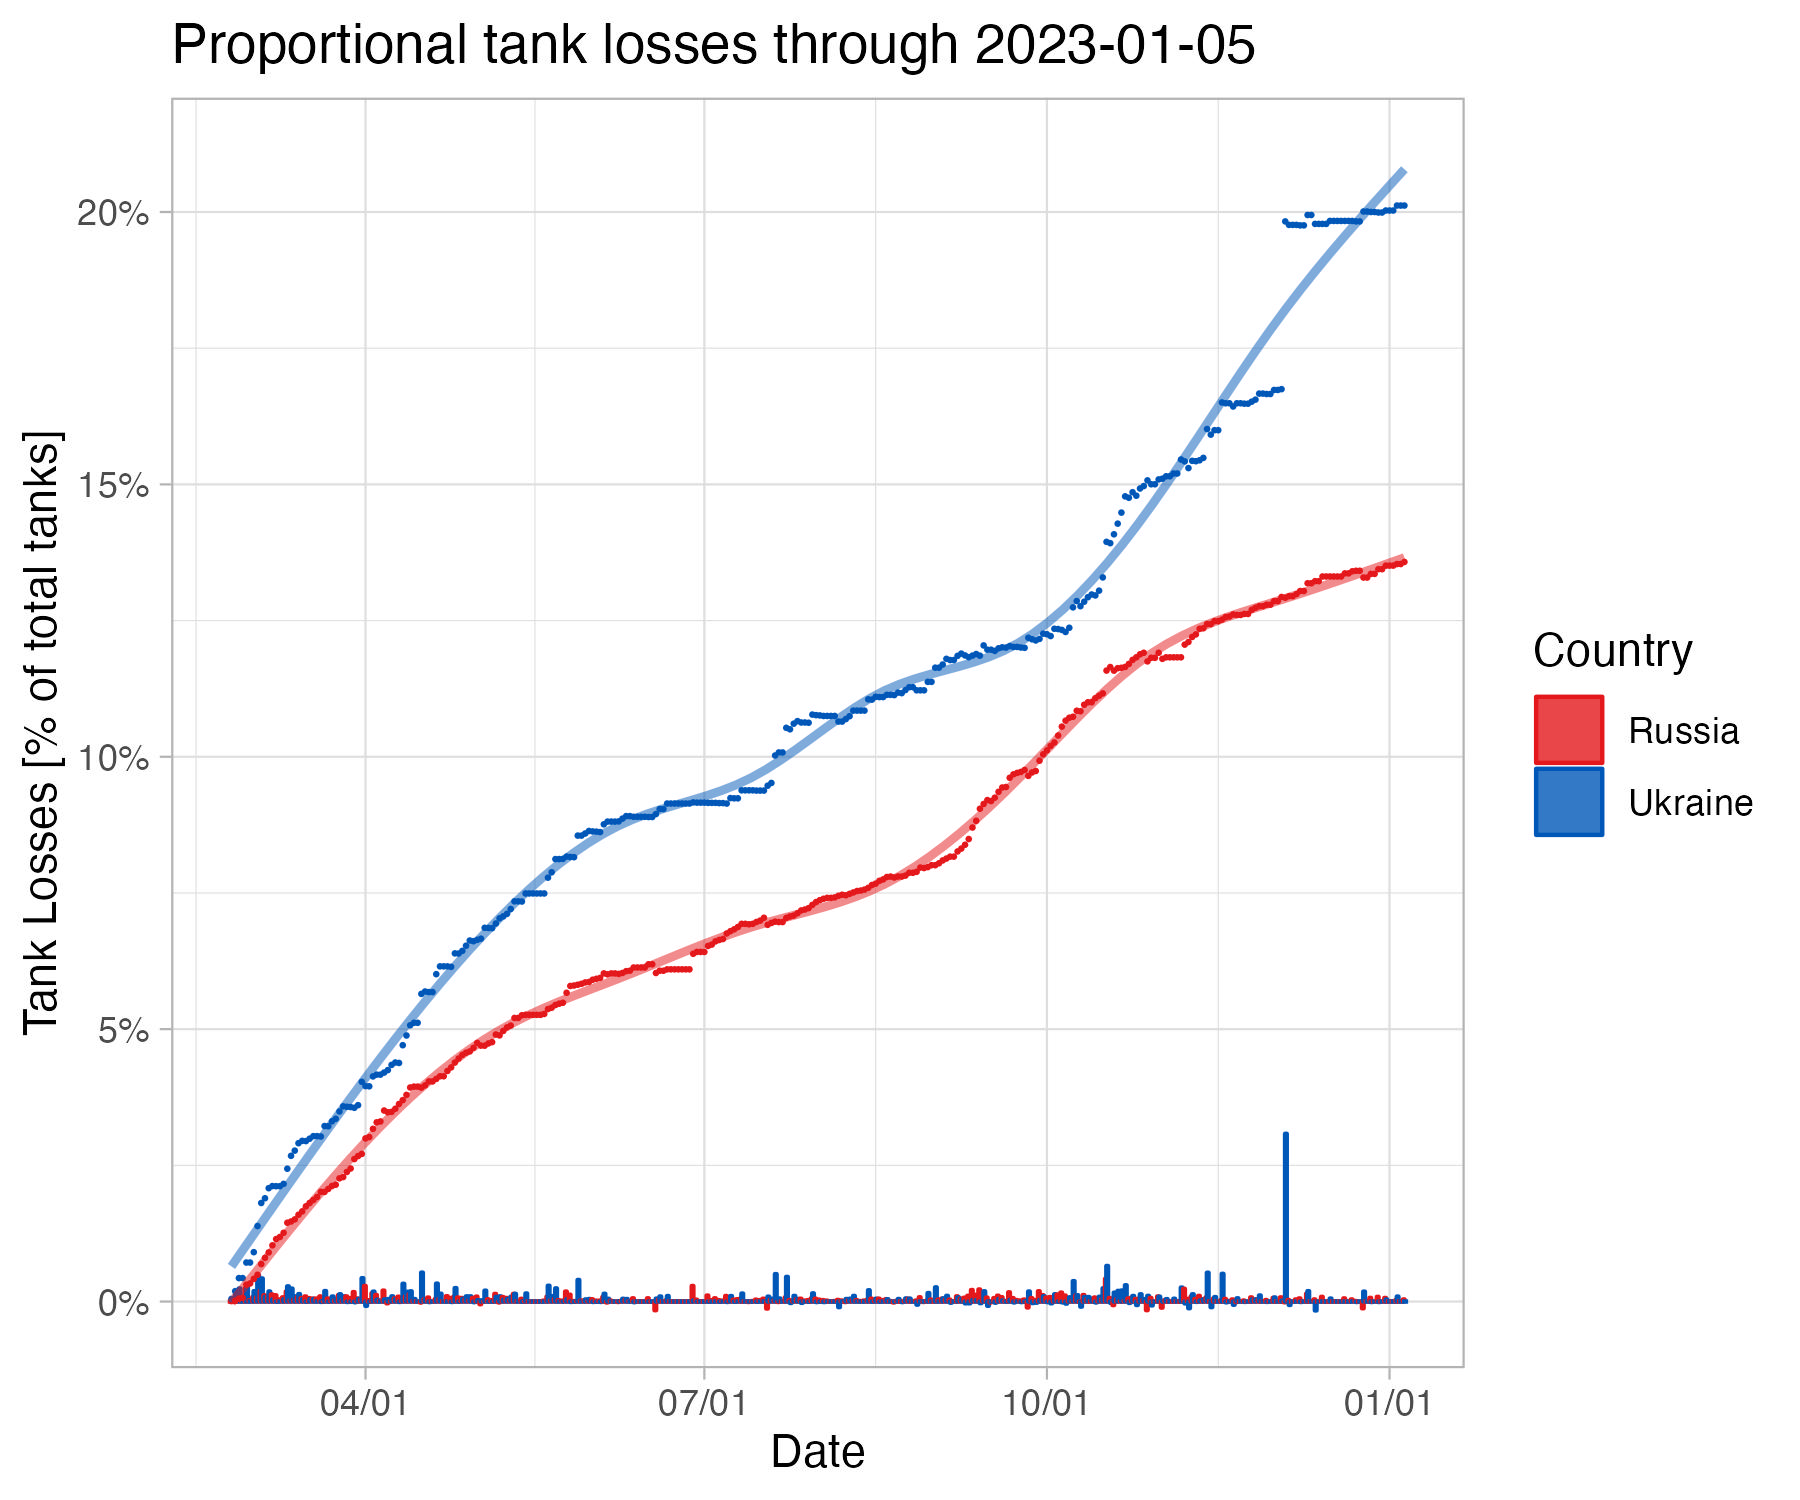 Proportional tank losses through 2023-01-05
Tank Losses [% of total tanks]
20%
15%
10%
5%
0%
04/01
07/01
10/01
01/01
Date
Country
Russia
Ukraine